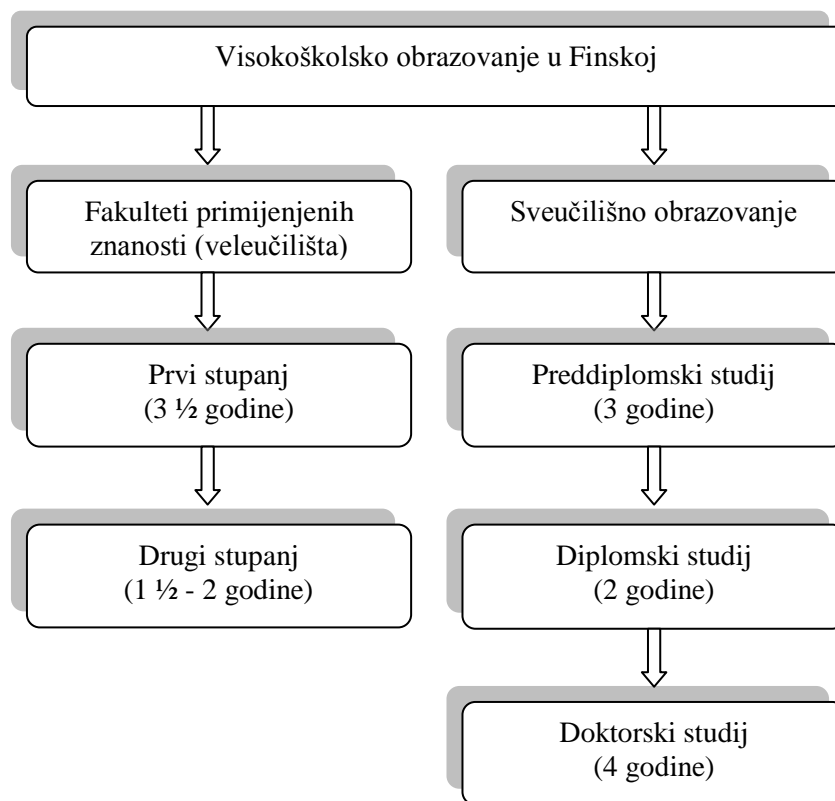 Visokoškolsko obrazovanje u Finskoj
Fakulteti primijenjenih
znanosti (veleučilišta)
Sveučilišno obrazovanje
Prvi stupanj
(3 ½ godine)
Preddiplomski studij
(3 godine)
Drugi stupanj
(1 ½ - 2 godine)
Diplomski studij
(2 godine)
Doktorski studij
(4 godine)